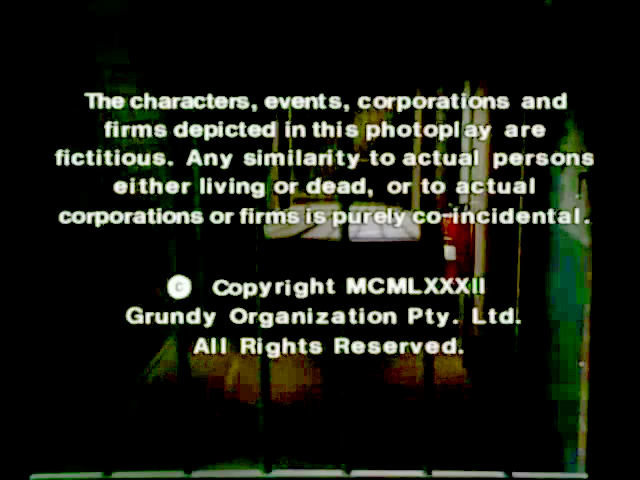 The characters, events, corporations and
firms depicted in this photoplay are
fictitious. Any similarity to actual persons
either living or dead, or to actual
corporations or firms is purely co-incidental.
© Copyright MCMLXXXII
Grundy Organization Pty. Ltd.
All Rights Reserved.